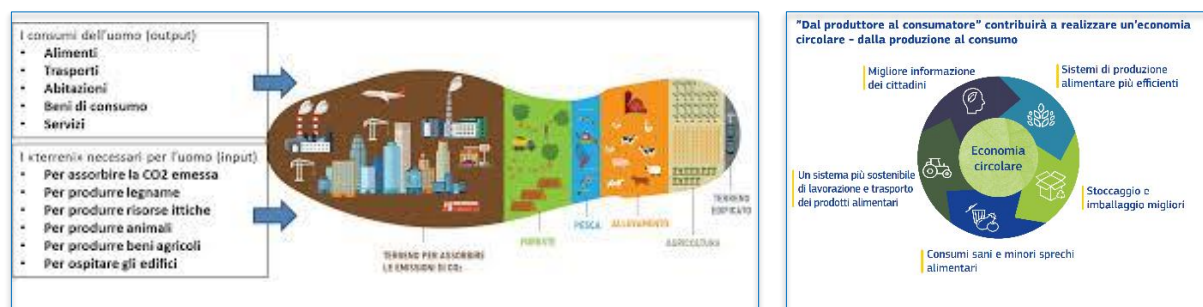 I consumi dell'uomo (output)
• Alimenti
• Trasporti
• Abitazioni
• Beni di consumo
• Servizi
I «terreni» necessari per l'uomo (input)
• Per assorbire la CO2 emessa
• Per produrre legname
• Per produrre risorse ittiche
• Per produrre animali
• Per produrre beni agricoli
• Per ospitare gli edifici
TERRENO PER ASSORBIRE
LE EMISSIONI DI CO₂
FORESTE
PESCA
ALLEVAMENTO
AGRICOLTURA
TERRENO
EDIFICATO
"Dal produttore al consumatore" contribuirà a realizzare un'economia
circolare – dalla produzione al consumo
Migliore informazione
dei cittadini
Sistemi di produzione
alimentare più efficienti
Economia
circolare
Un sistema più sostenibile
di lavorazione e trasporto
dei prodotti alimentari
Stoccaggio e
imballaggio migliori
Consumi sani e minori sprechi
alimentari